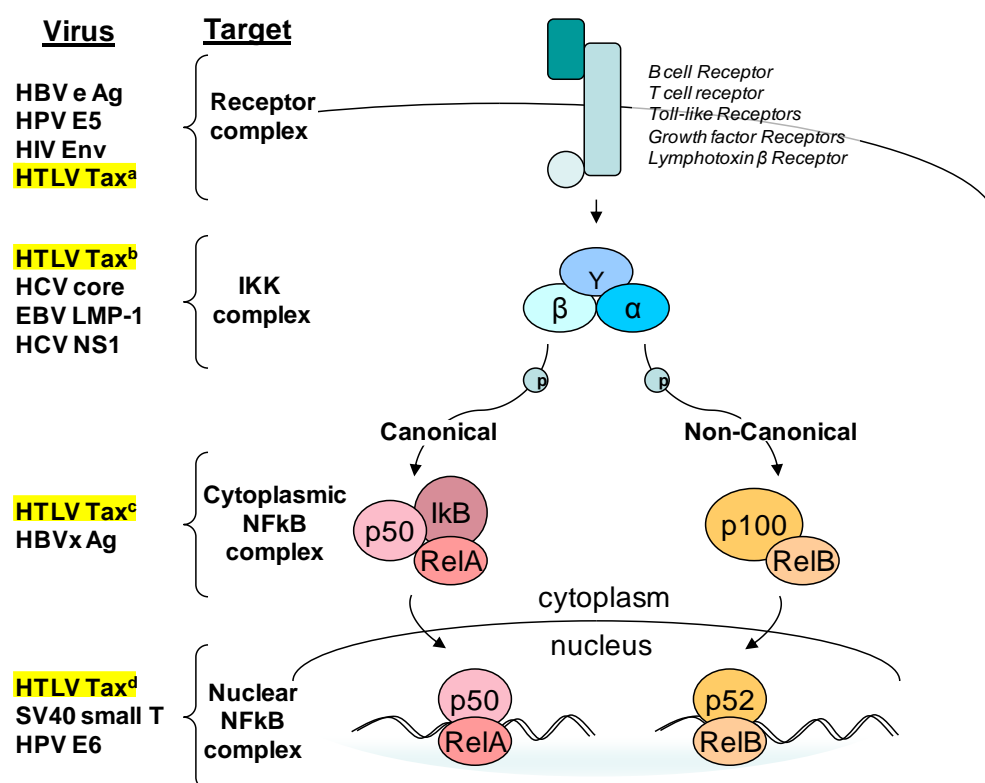 Virus
Target
HBV e Ag
HPV E5
HIV Env
HTLV Taxᵃ
Receptor
complex
B cell Receptor
T cell receptor
Toll-like Receptors
Growth factor Receptors
Lymphotoxin β Receptor
HTLV Taxᵇ
HCV core
EBV LMP-1
HCV NS1
IKK
complex
Y
β
α
p
p
Canonical
Non-Canonical
HTLV Taxᶜ
HBVx Ag
Cytoplasmic
NFkB
complex
p50
IkB
RelA
p100
RelB
cytoplasm
nucleus
HTLV Taxᵈ
SV40 small T
HPV E6
Nuclear
NFkB
complex
p50
RelA
p52
RelB